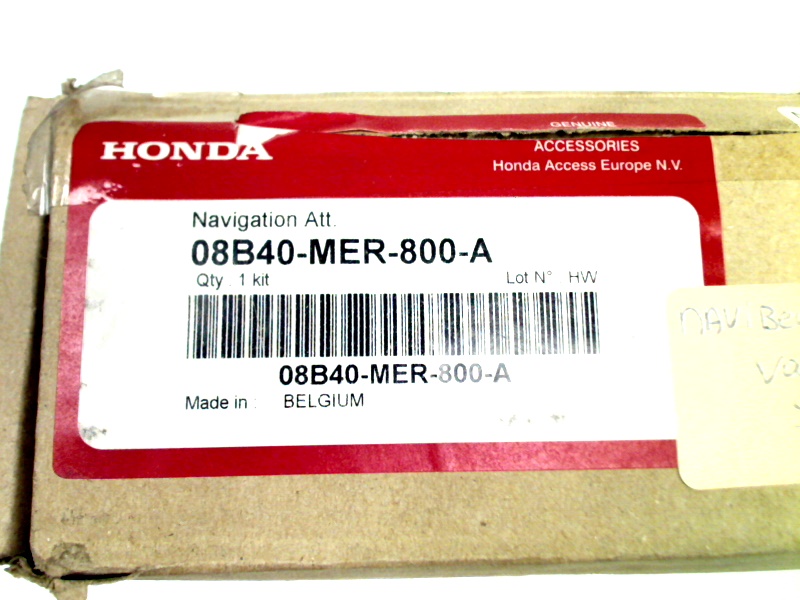 GENUINE
HONDA
ACCESSORIES
Honda Access Europe N.V.
Navigation Att.
08B40-MER-800-A
Qty : 1 kit
Lot N° HW
08B40-MER-800-A
Made in : BELGIUM